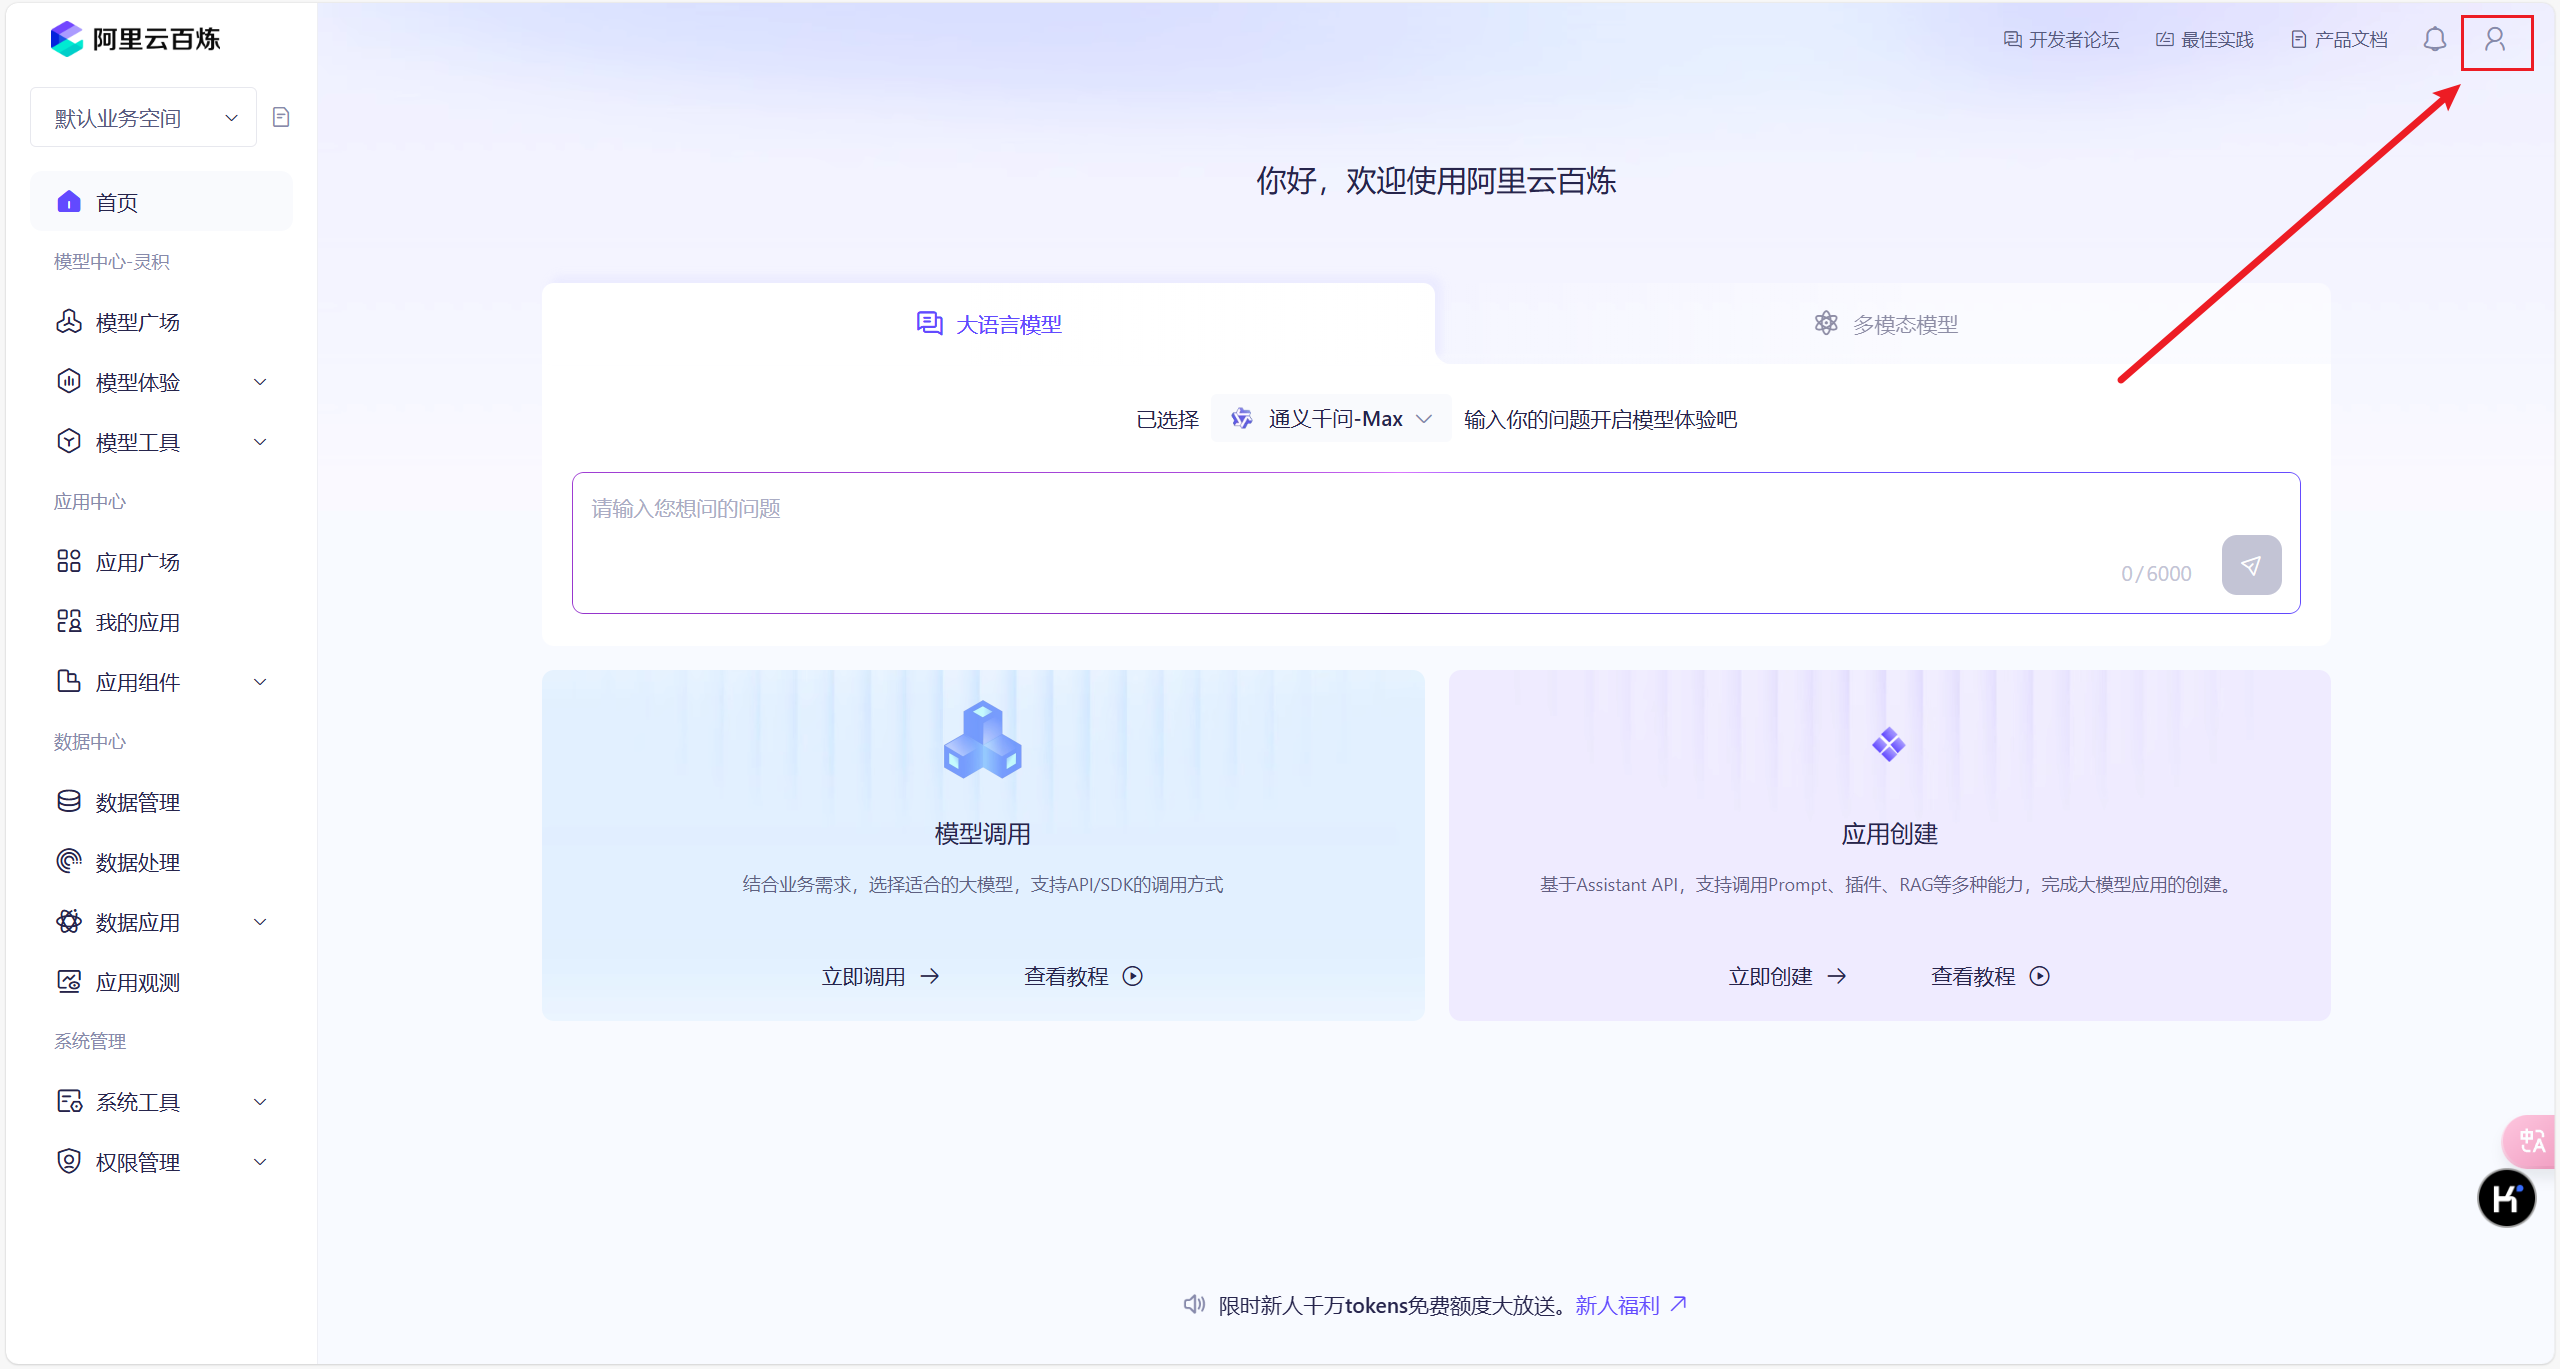 阿里云百炼
开发者论坛
最佳实践
产品文档
默认业务空间
首页
模型中心-灵积
模型广场
模型体验
模型工具
应用中心
应用广场
我的应用
应用组件
数据中心
数据管理
数据处理
数据应用
应用观测
系统管理
系统工具
权限管理
你好，欢迎使用阿里云百炼
大语言模型
多模态模型
已选择 通义千问-Max 输入你的问题开启模型体验吧
请输入您想问的问题
0/6000
模型调用
结合业务需求，选择适合的大模型，支持API/SDK的调用方式
立即调用
查看教程
应用创建
基于Assistant API，支持调用Prompt、插件、RAG等多种能力，完成大模型应用的创建。
立即创建
查看教程
中A
K
限时新人千万tokens免费额度大放送。新人福利